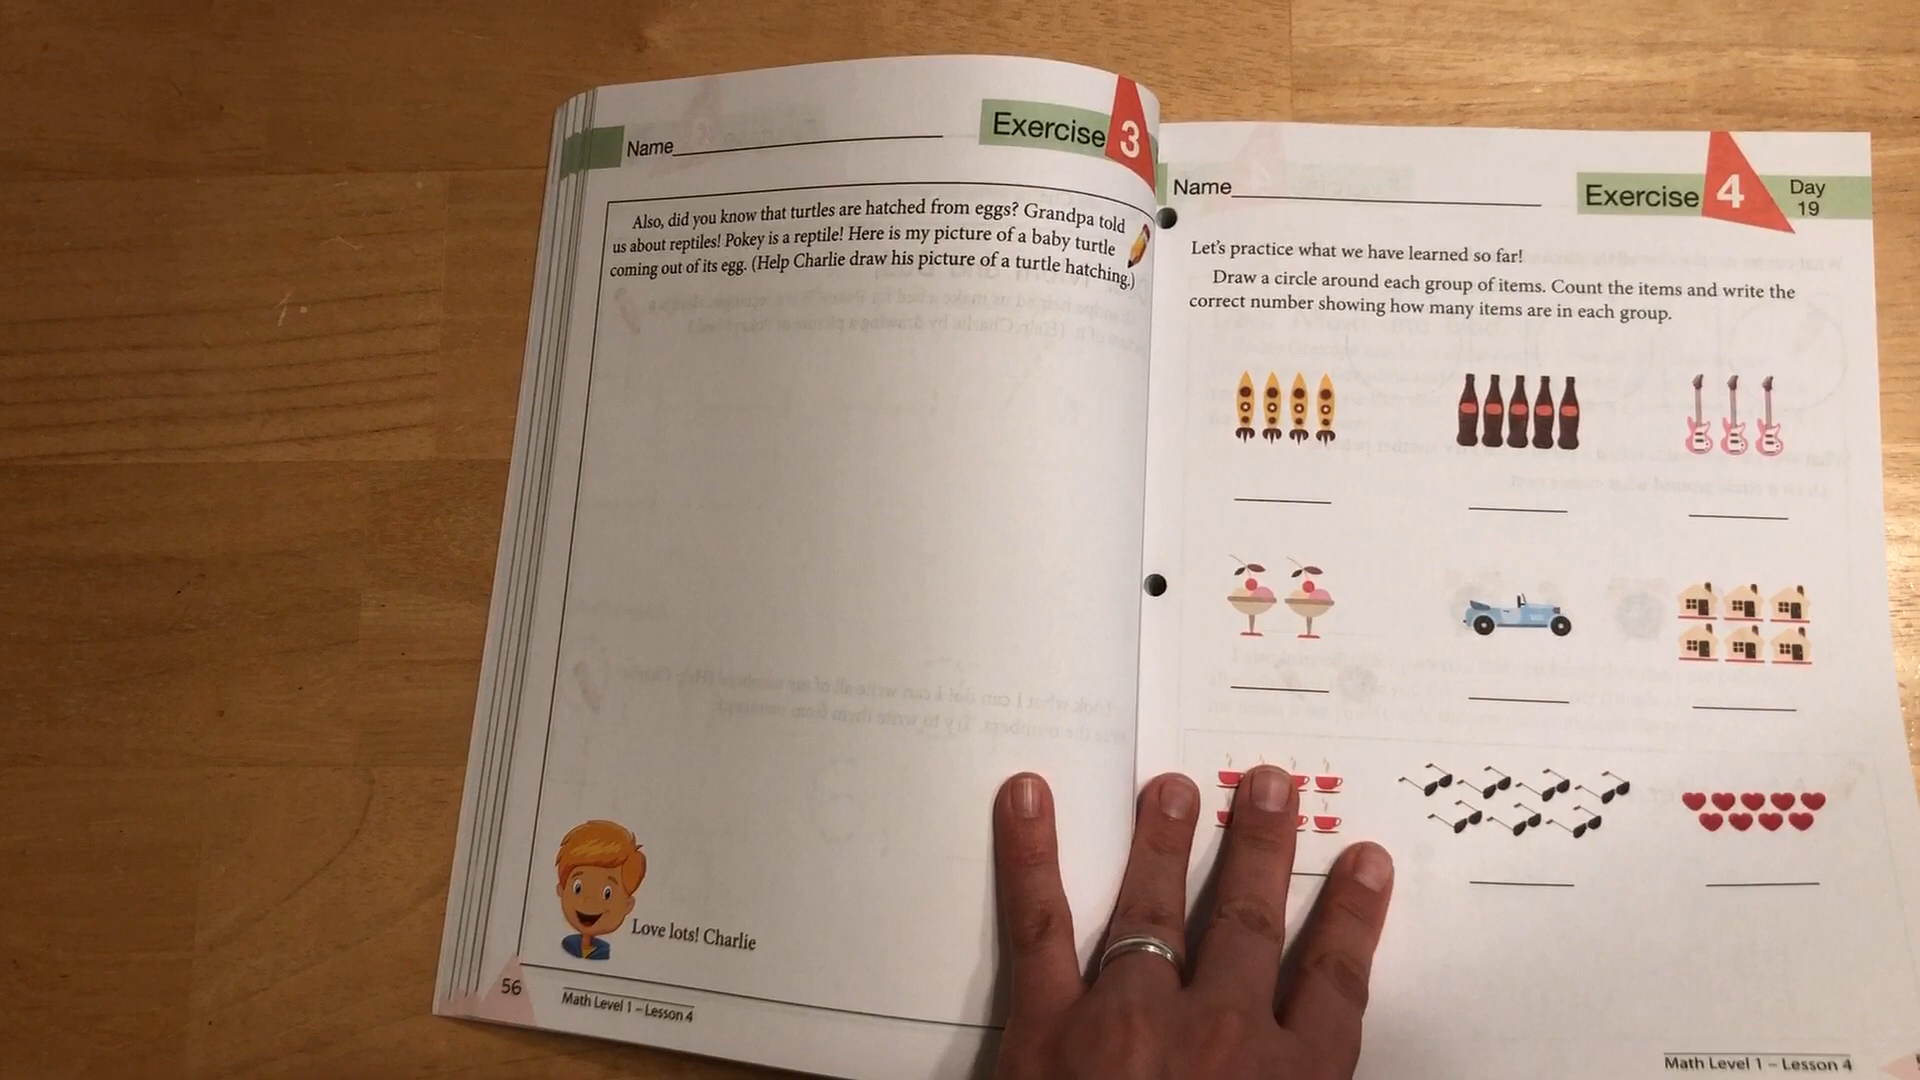 Name
Exercise 3
Also, did you know that turtles are hatched from eggs? Grandpa told
us about reptiles! Pokey is a reptile! Here is my picture of a baby turtle
coming out of its egg. (Help Charlie draw his picture of a turtle hatching.)
Love lots! Charlie
56
Math Level 1 – Lesson 4
Name
Exercise 4
Day
19
Let's practice what we have learned so far!
Draw a circle around each group of items. Count the items and write the
correct number showing how many items are in each group.
Math Level 1 – Lesson 4